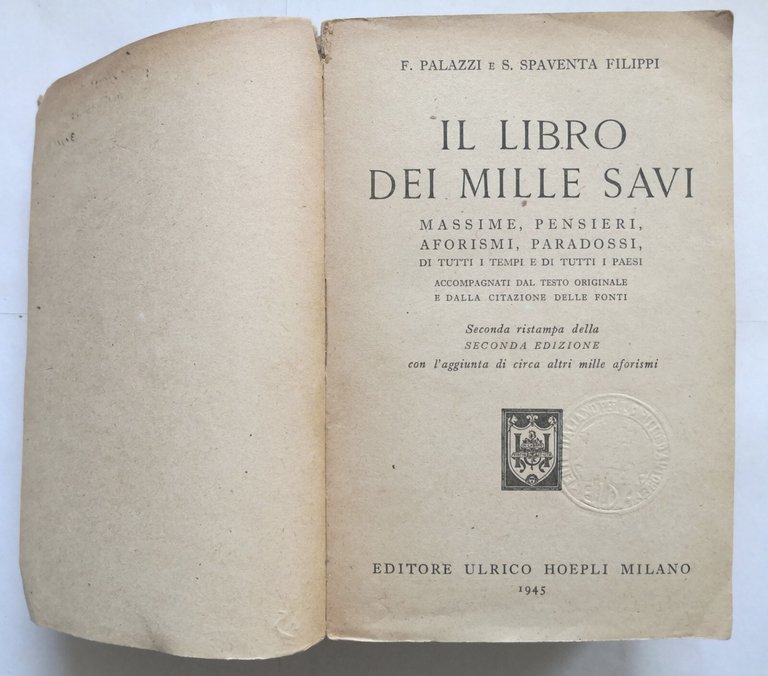 F. PALAZZI E S. SPAVENTA FILIPPI
IL LIBRO
DEI MILLE SAVI
MASSIME, PENSIERI,
AFORISMI, PARADOSSI,
DI TUTTI I TEMPI E DI TUTTI I PAESI
ACCOMPAGNATI DAL TESTO ORIGINALE
E DALLA CITAZIONE DELLE FONTI
Seconda ristampa della
SECONDA EDIZIONE
con l'aggiunta di circa altri mille aforismi
EDITORE ULRICO HOEPLI MILANO
1945